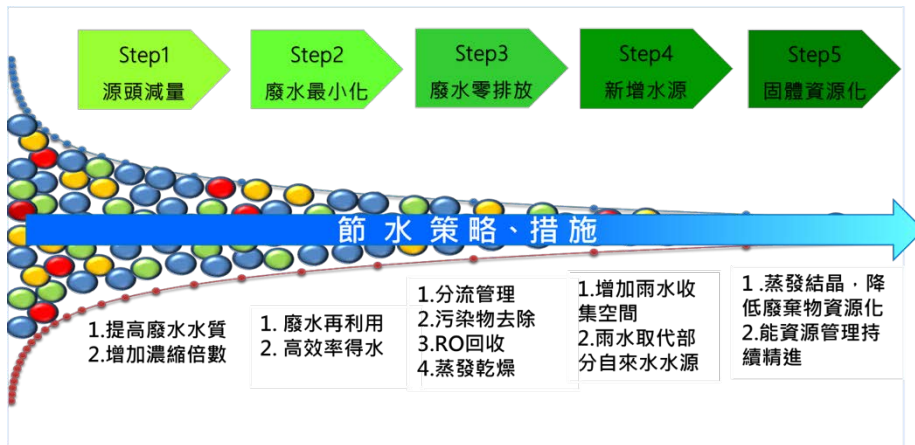 Step1
源頭減量
Step2
廢水最小化
Step3
廢水零排放
Step4
新增水源
Step5
固體資源化
節水策略、措施
1.提高廢水水質
2.增加濃縮倍數
1. 廢水再利用
2. 高效率得水
1.分流管理
2.污染物去除
3.RO回收
4.蒸發乾燥
1.增加雨水收
集空間
2.雨水取代部
分自來水水源
1 .蒸發結晶，降
低廢棄物資源化
2.能資源管理持
續精進